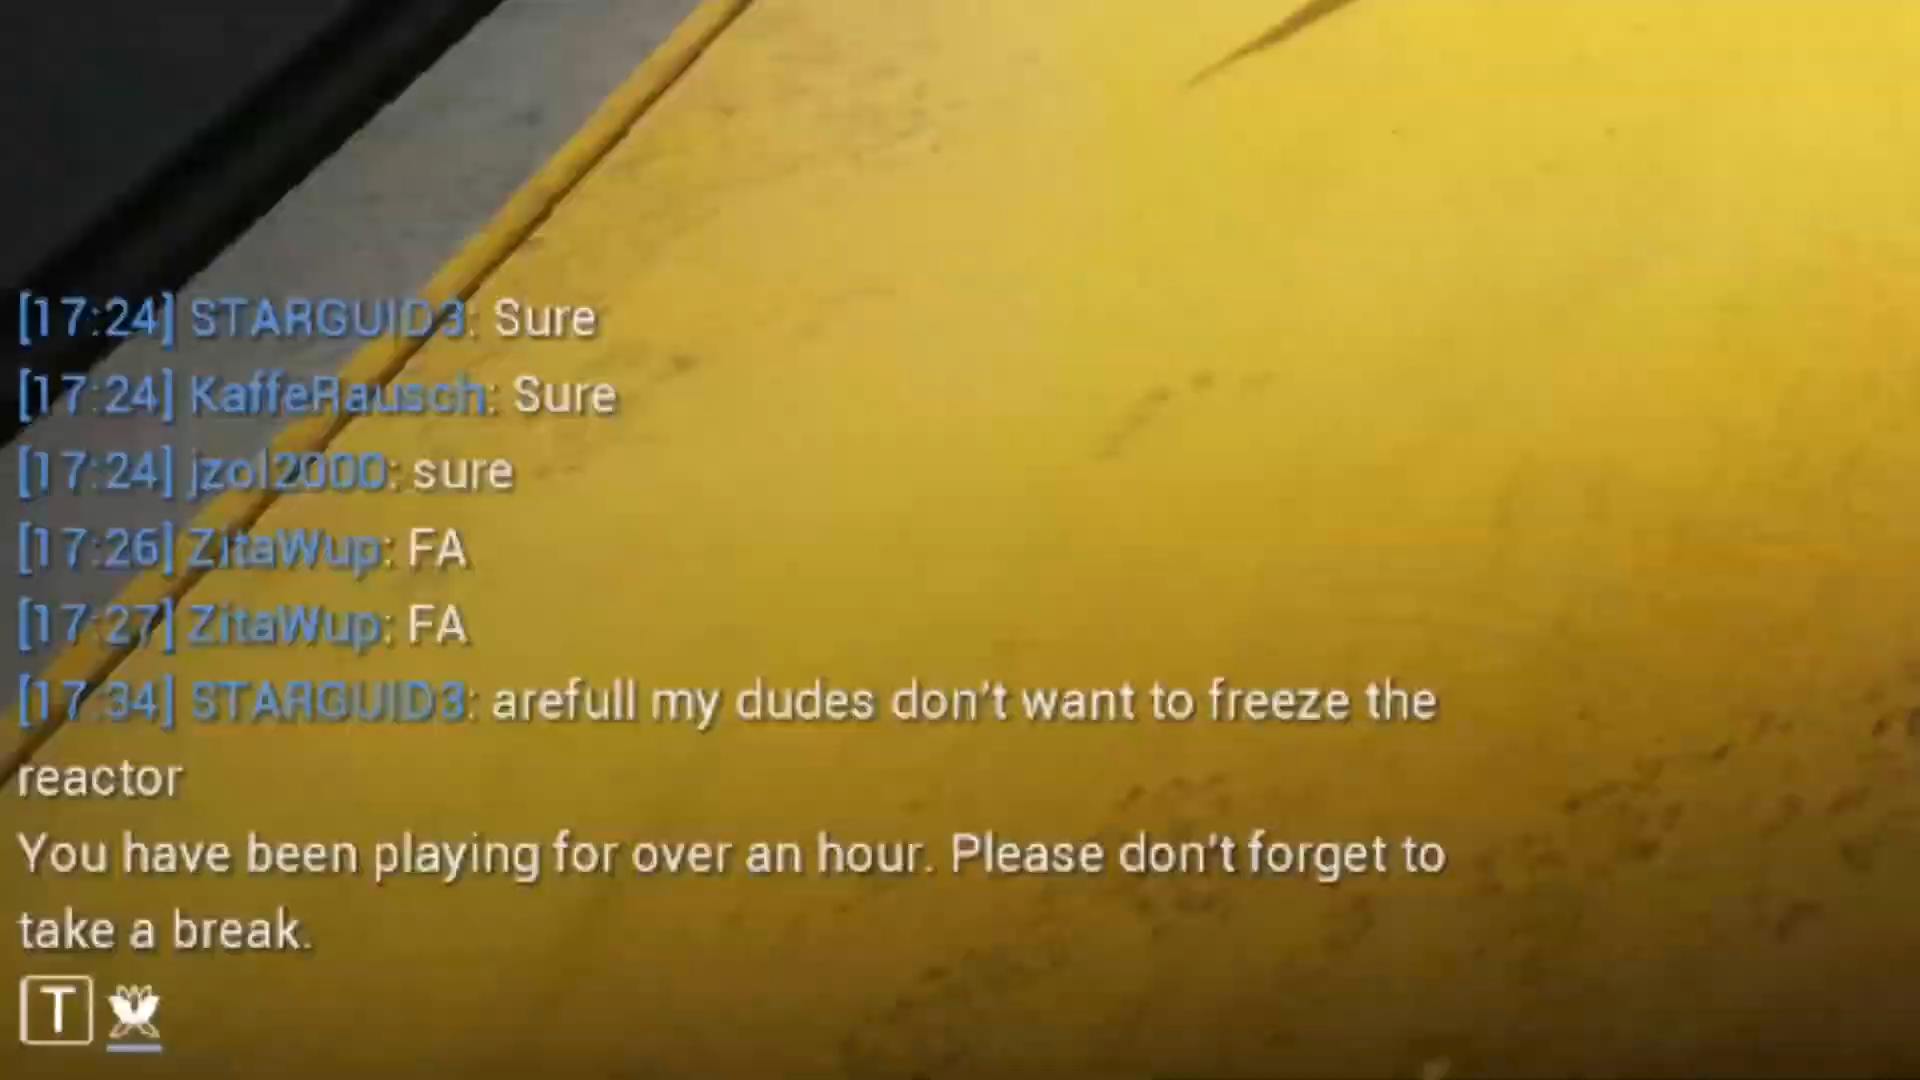 [17:24] STARGUID3: Sure
[17:24] KaffeRausch: Sure
[17:24] jzol2000: sure
[17:26] ZitaWup: FA
[17:27] ZitaWup: FA
[17:34] STARGUID3: arefull my dudes don't want to freeze the
reactor
You have been playing for over an hour. Please don't forget to
take a break.
T